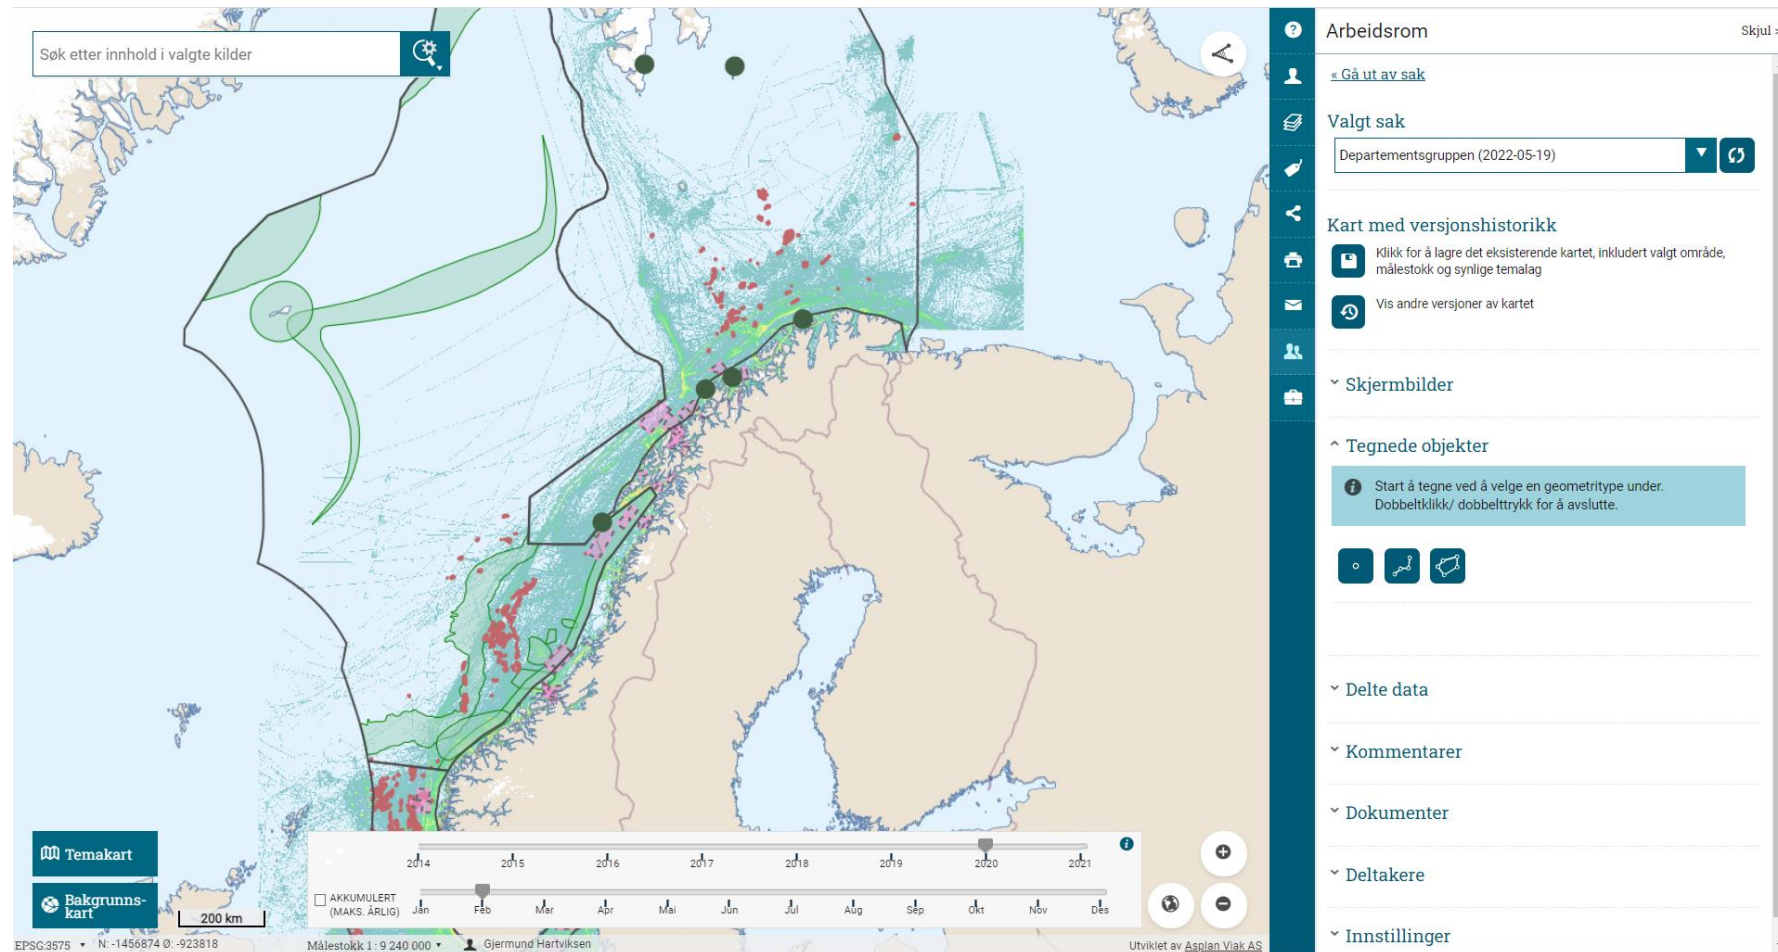 Søk etter innhold i valgte kilder
Temakart
Bakgrunns-
kart
200 km
2014 2015 2016 2017 2018 2019 2020 2021
AKKUMULERT
(MAKS. ÅRLIG)
Jan Feb Mar Apr Mai Jun Jul Aug Sep Okt Nov Des
EPSG:3575 N: -1456874 Ø: -923818 Målestokk 1 : 9 240 000 Gjermund Hartviksen Utviklet av Asplan Viak AS
Arbeidsrom
Skjul »
« Gå ut av sak
Valgt sak
Departementsgruppen (2022-05-19)
Kart med versjonshistorikk
Klikk for å lagre det eksisterende kartet, inkludert valgt område,
målestokk og synlige temalag
Vis andre versjoner av kartet
Skjermbilder
Tegnede objekter
Start å tegne ved å velge en geometritype under.
Dobbeltklikk/ dobbelttrykk for å avslutte.
Delte data
Kommentarer
Dokumenter
Deltakere
Innstillinger